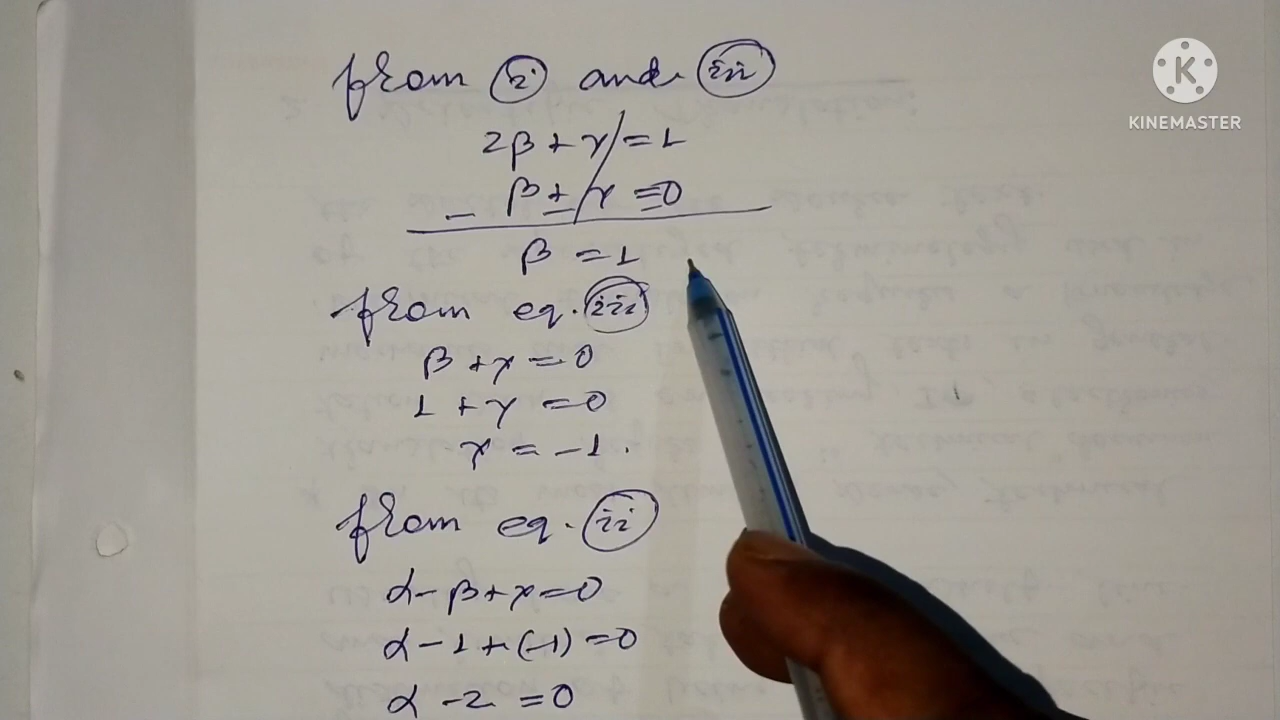 from (i) and (iii)
2β + γ = 1
- β ± γ = 0
β = 1
from eq. (iii)
β + γ = 0
1 + γ = 0
γ = -1.
from eq. (ii)
α - β + γ = 0
α - 1 + (-1) = 0
α - 2 = 0
K
KINEMASTER